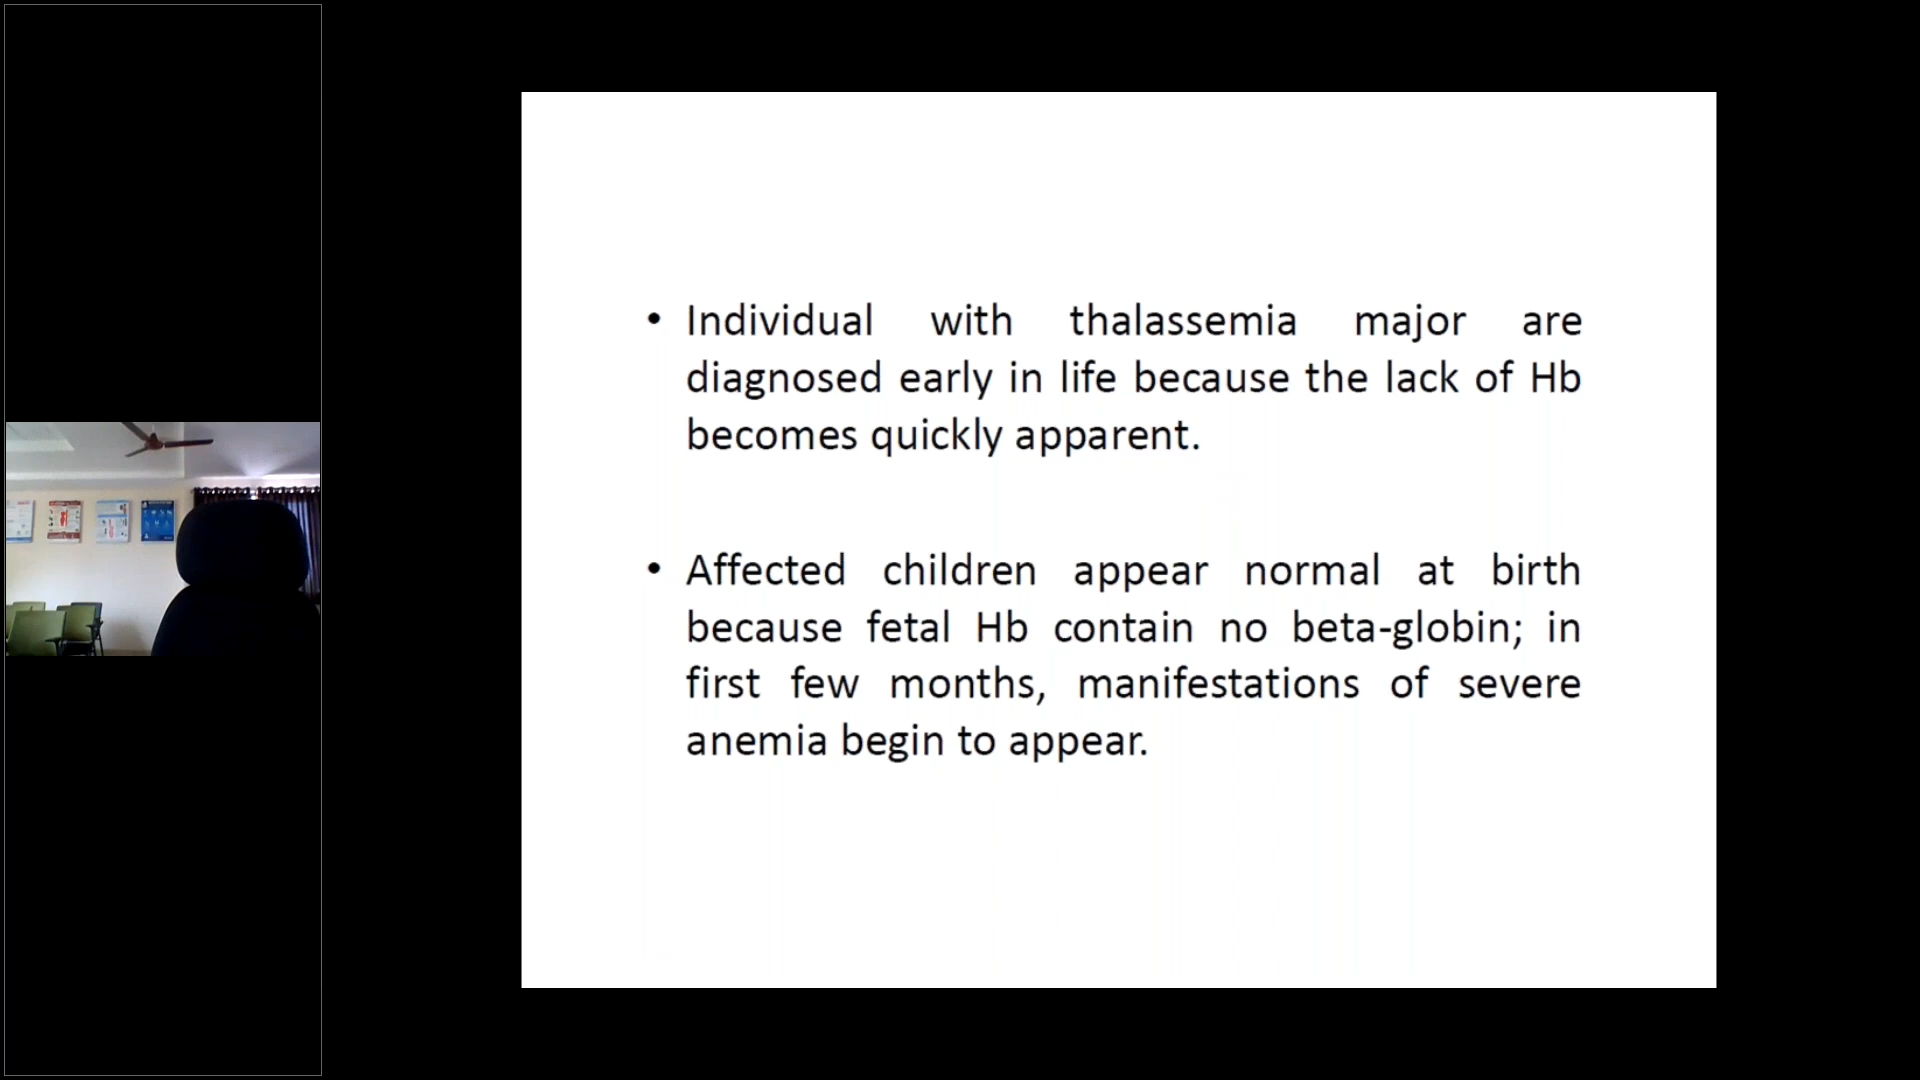 • Individual with thalassemia major are
diagnosed early in life because the lack of Hb
becomes quickly apparent.
• Affected children appear normal at birth
because fetal Hb contain no beta-globin; in
first few months, manifestations of severe
anemia begin to appear.